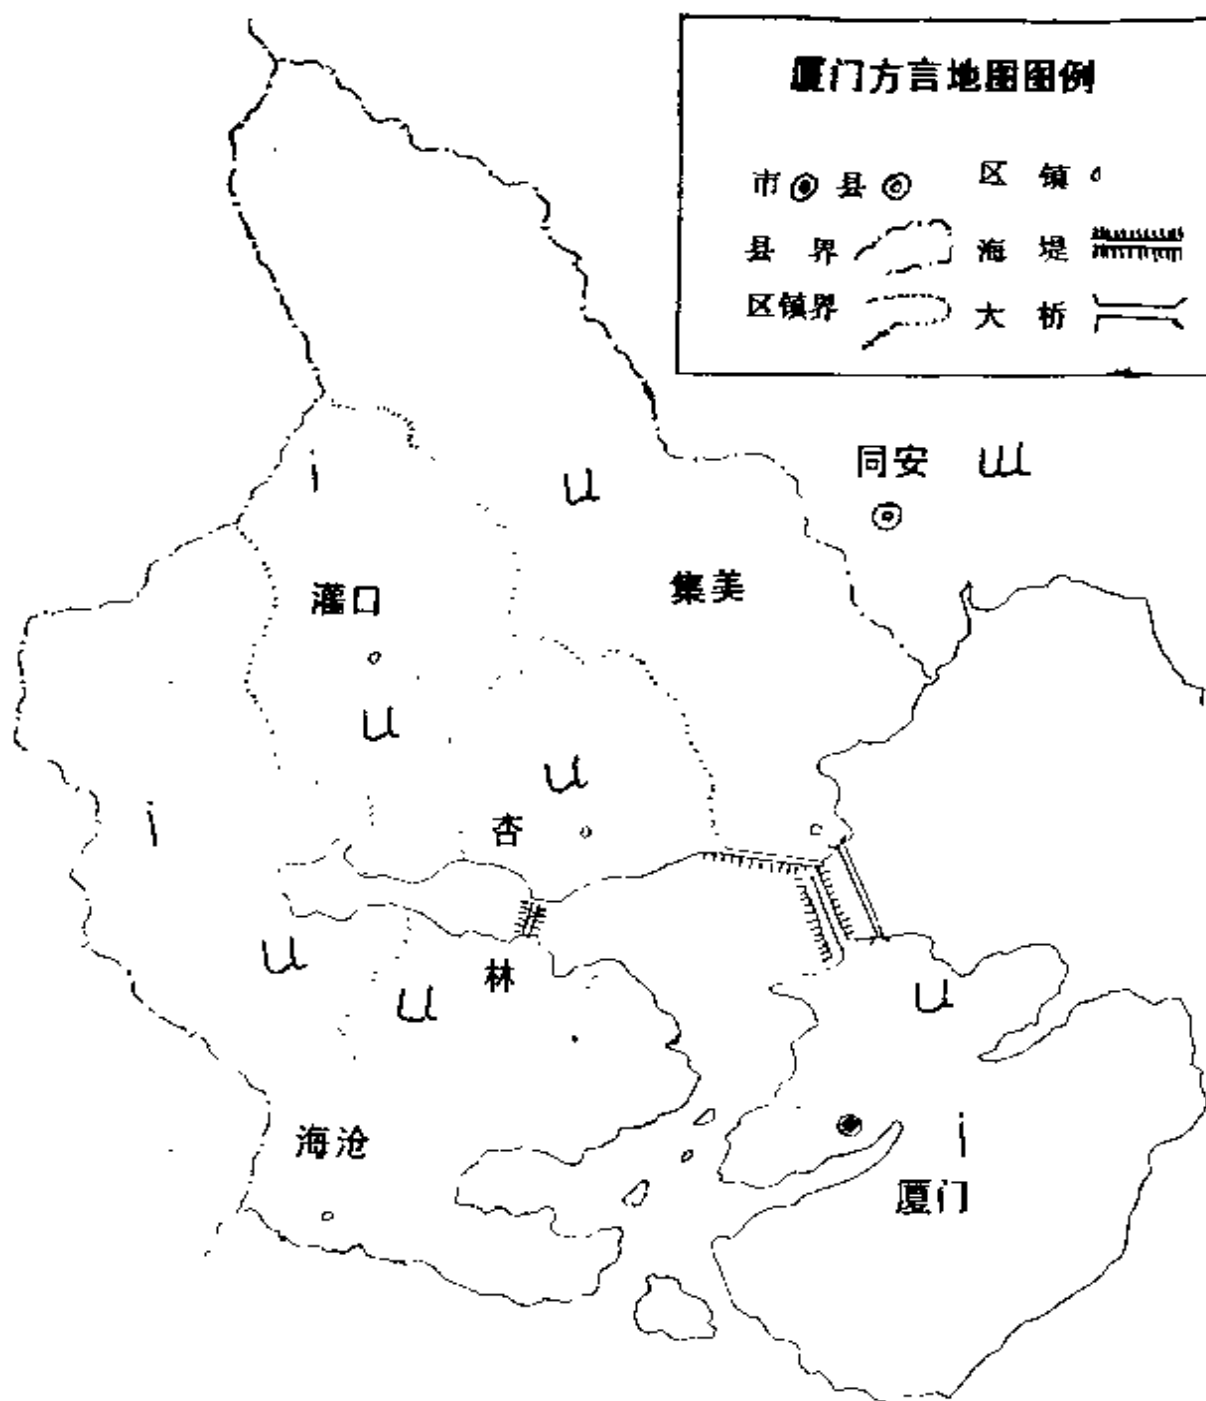 厦门方言地图图例
市 县 区镇
县界 海堤
区镇界 大桥
同安 ɯ
i
u
灌口
集美
u
u
i
杏
u
林
u
u
海沧
i
厦门